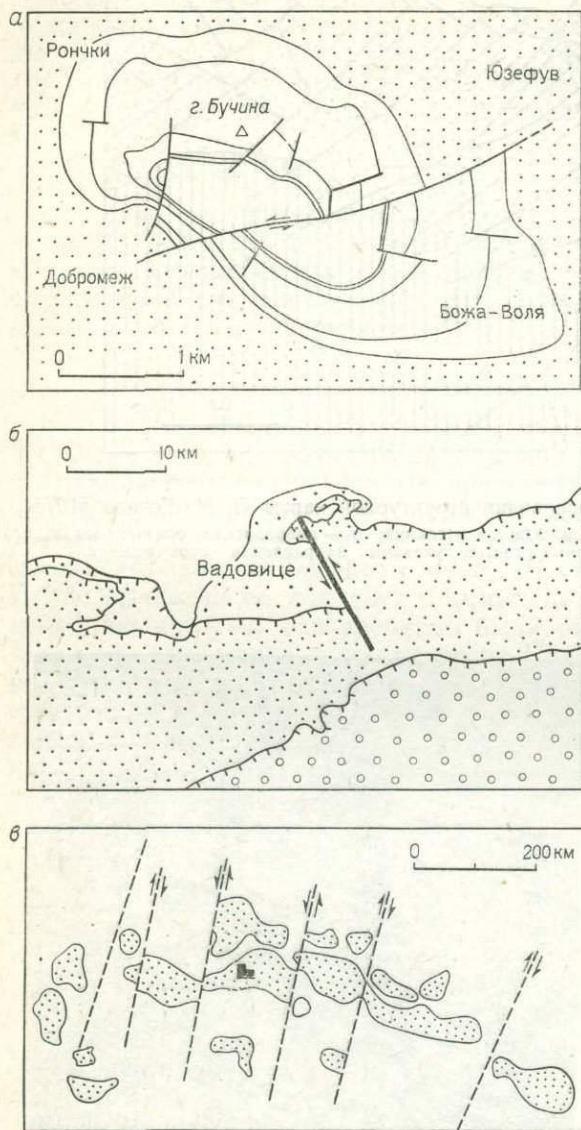 а
Рончки
Юзефув
г. Бучина
Добромеж
Божа-Воля
0 1 км
б
0 10 км
Вадовице
в
0 200 км